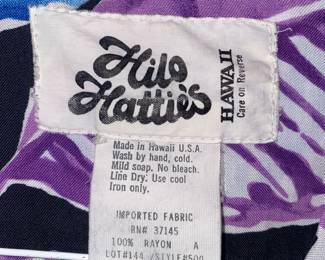 Hilo
Hattie's
HAWAII
Care on Reverse
Made in Hawaii U.S.A.
Wash by hand, cold.
Mild soap. No bleach.
Line Dry: Use cool
Iron only.
IMPORTED FABRIC
RN# 37145
100% RAYON A
LOT#144 /STYLE#500